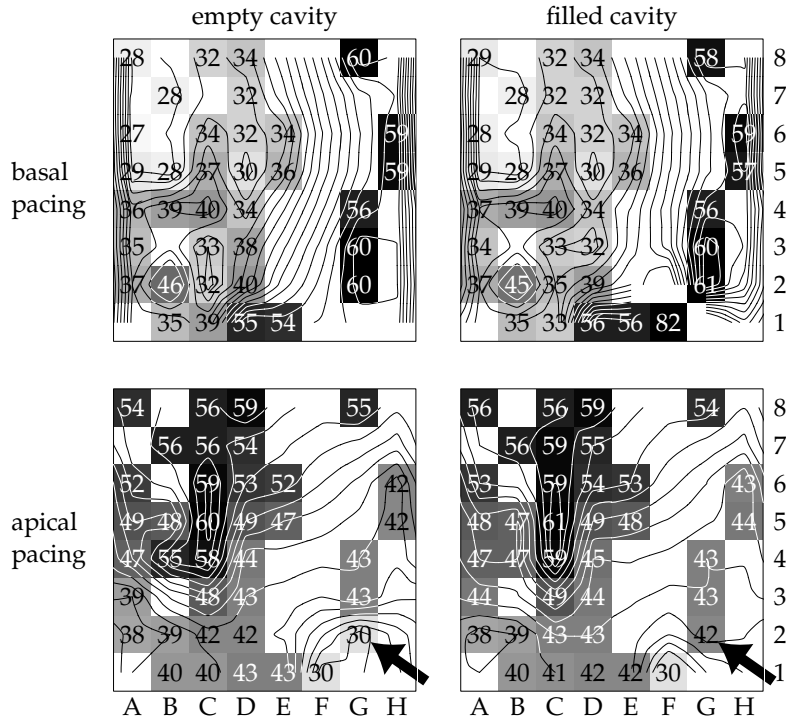 empty cavity filled cavity
28 32 34 60 29 32 34 58 8
28 32 28 32 32 7
27 34 32 34 59 28 34 32 34 59 6
basal 29 28 37 30 36 59 29 28 37 30 36 57 5
pacing 36 39 40 34 56 37 39 40 34 56 4
35 33 38 60 34 33 32 60 3
37 46 32 40 60 37 45 35 39 61 2
35 39 55 54 35 33 56 56 82 1
54 56 59 55 56 56 59 54 8
56 56 54 56 59 55 7
52 59 53 52 42 53 59 54 53 43 6
apical 49 48 60 49 47 42 48 47 61 49 48 44 5
pacing 47 55 58 44 43 47 47 59 45 43 4
39 48 43 43 44 49 44 43 3
38 39 42 42 30 38 39 43 43 42 2
40 40 43 43 30 40 41 42 42 30 1
A B C D E F G H A B C D E F G H